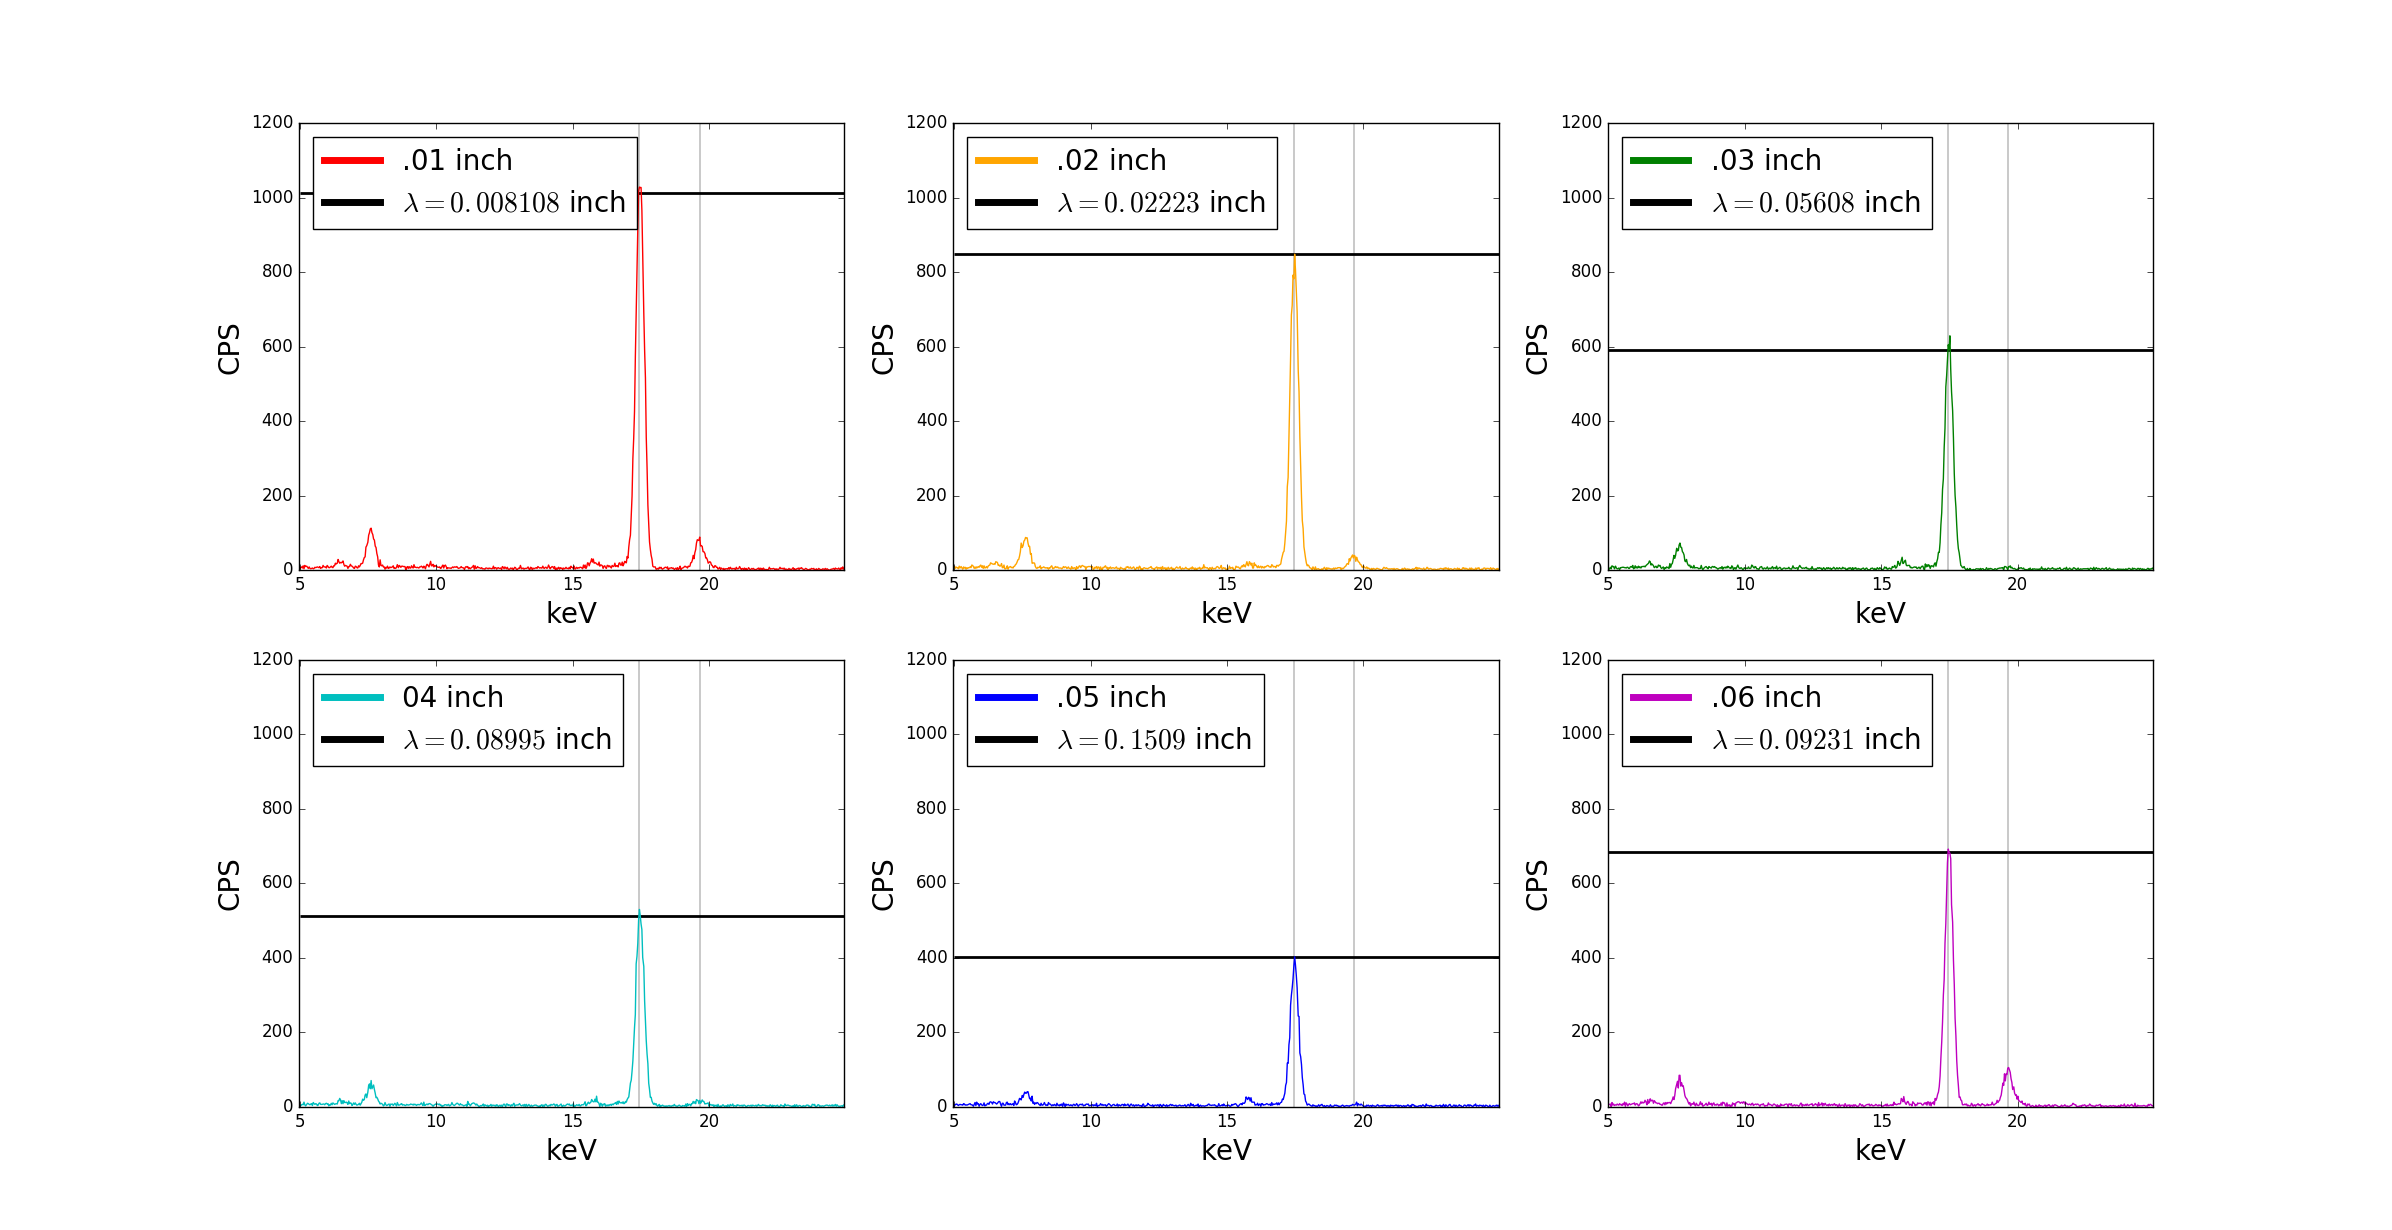 1200
1000
800
600
400
200
0
CPS
.01 inch
λ = 0.008108 inch
5 10 15 20
keV
1200
1000
800
600
400
200
0
CPS
.02 inch
λ = 0.02223 inch
5 10 15 20
keV
1200
1000
800
600
400
200
0
CPS
.03 inch
λ = 0.05608 inch
5 10 15 20
keV
1200
1000
800
600
400
200
0
CPS
04 inch
λ = 0.08995 inch
5 10 15 20
keV
1200
1000
800
600
400
200
0
CPS
.05 inch
λ = 0.1509 inch
5 10 15 20
keV
1200
1000
800
600
400
200
0
CPS
.06 inch
λ = 0.09231 inch
5 10 15 20
keV